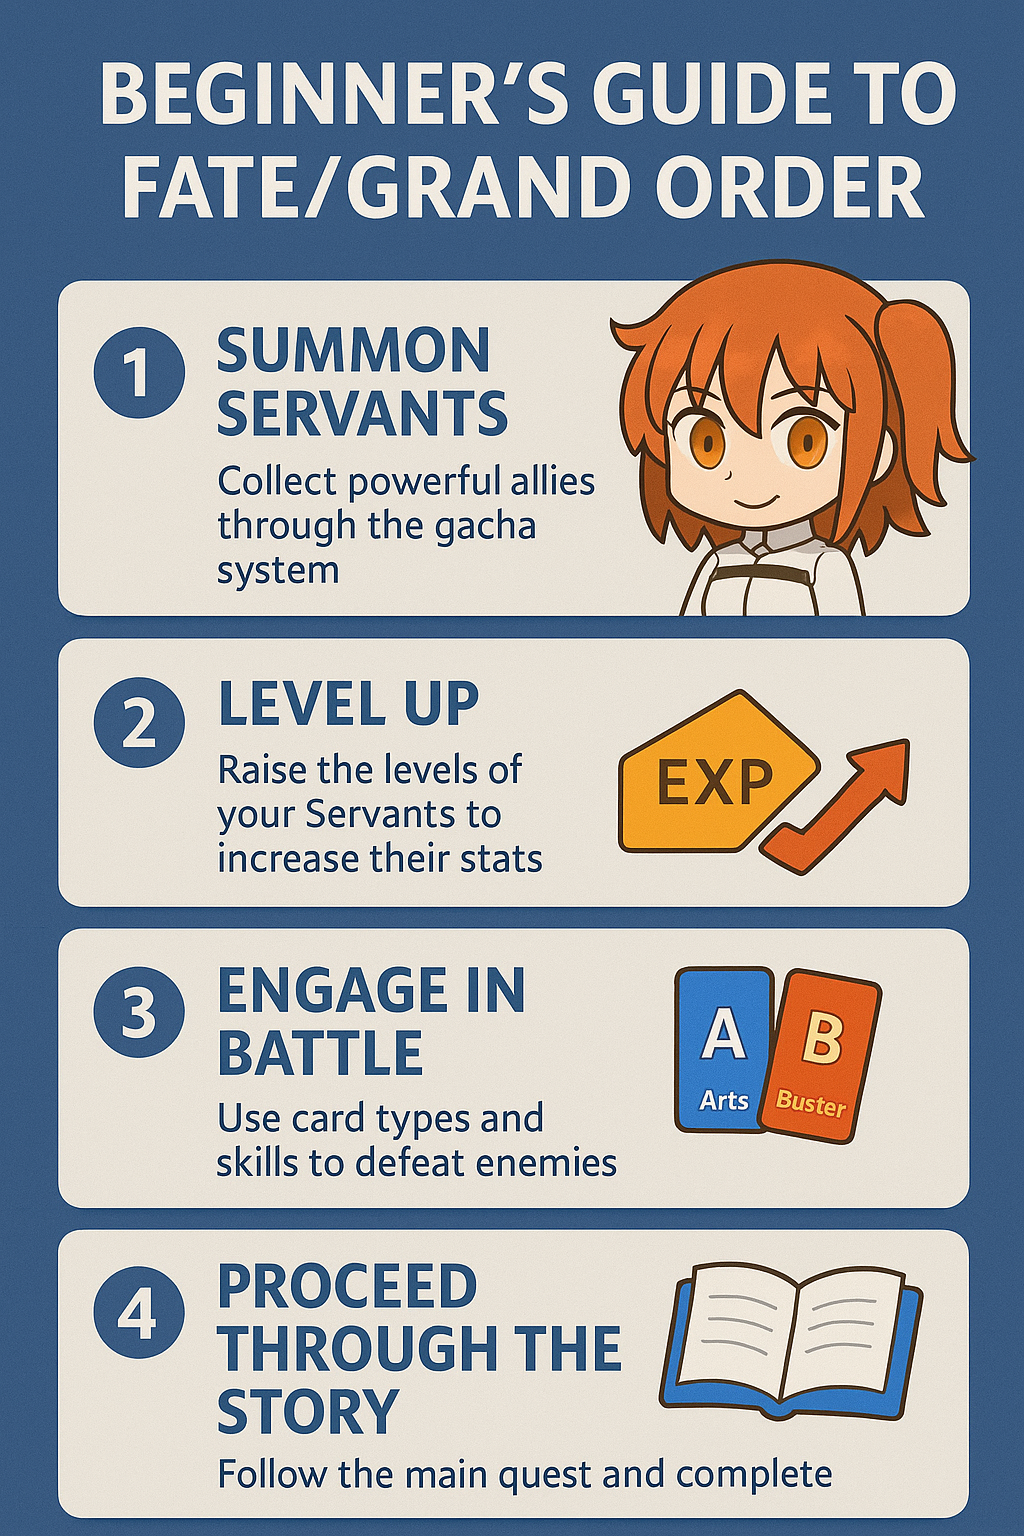 BEGINNER'S GUIDE TO
FATE/GRAND ORDER
1
SUMMON
SERVANTS
Collect powerful allies
through the gacha
system
2
LEVEL UP
Raise the levels of
your Servants to
increase their stats
EXP
3
ENGAGE IN
BATTLE
Use card types and
skills to defeat enemies
A
Arts
B
Buster
4
PROCEED
THROUGH THE
STORY
Follow the main quest and complete